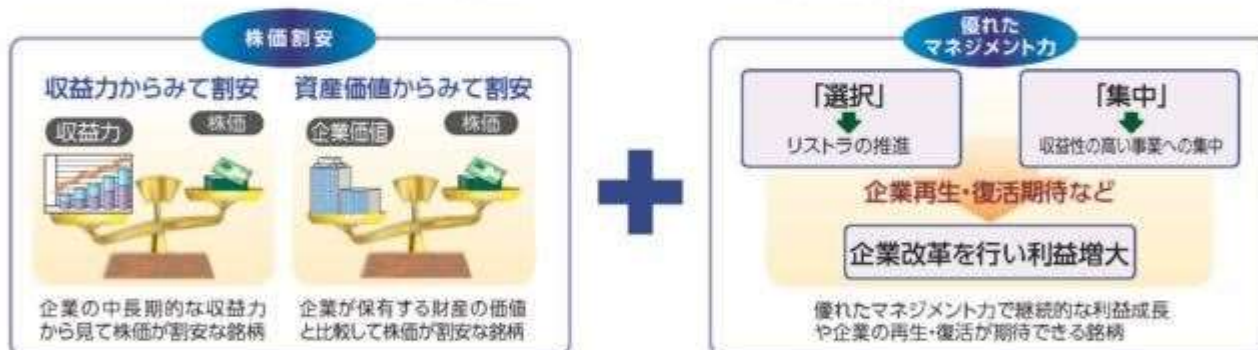 株価割安
収益力からみて割安
収益力
株価
企業の中長期的な収益力
から見て株価が割安な銘柄
資産価値からみて割安
企業価値
株価
企業が保有する財産の価値
と比較して株価が割安な銘柄
優れた
マネジメント力
「選択」
リストラの推進
「集中」
収益性の高い事業への集中
企業再生・復活期待など
企業改革を行い利益増大
優れたマネジメント力で継続的な利益成長
や企業の再生・復活が期待できる銘柄